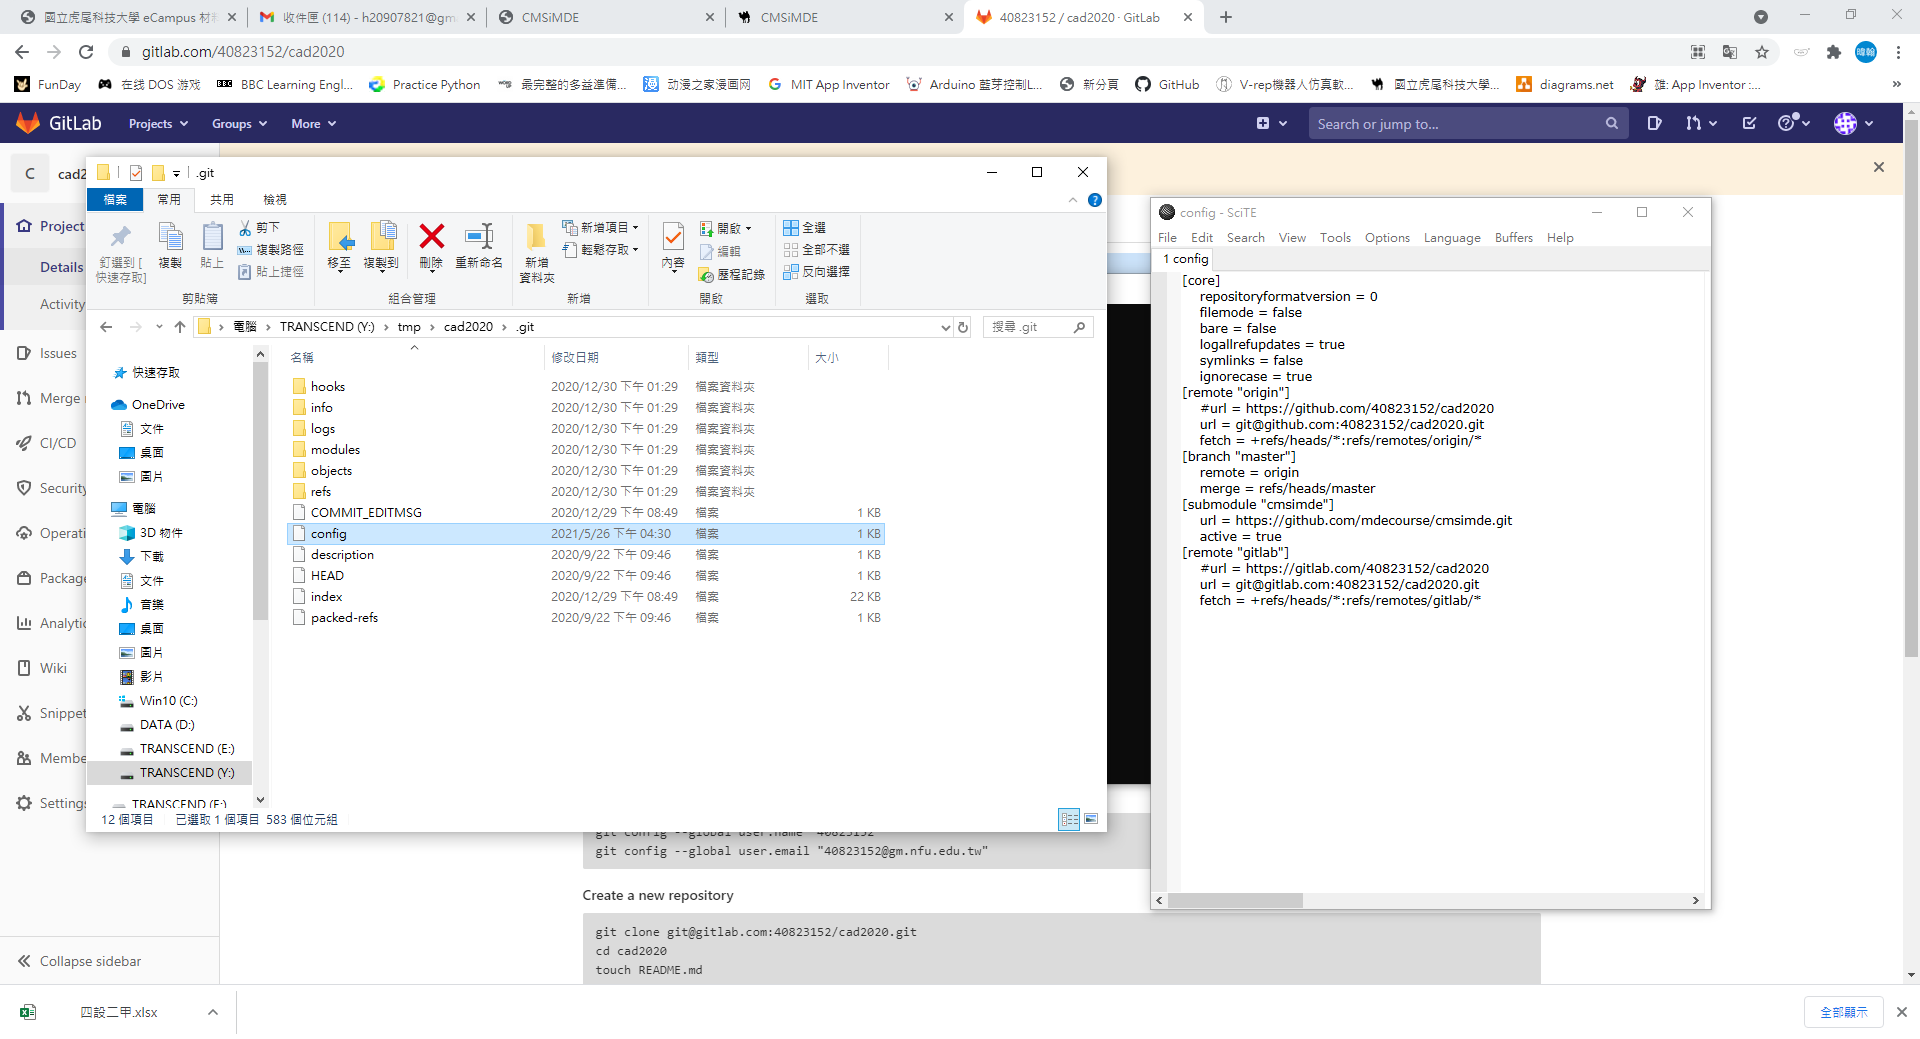 國立虎尾科技大學 eCampus 材料
收件匣 (114) - h20907821@gm
CMSiMDE
CMSiMDE
40823152 / cad2020 · GitLab
gitlab.com/40823152/cad2020
FunDay
在线 DOS 游戏
BBC Learning Engl...
Practice Python
最完整的多益準備...
动漫之家漫画网
MIT App Inventor
Arduino 藍芽控制L...
新分頁
GitHub
V-rep機器人仿真軟...
國立虎尾科技大學...
diagrams.net
雄: App Inventor :...
GitLab
Projects
Groups
More
Search or jump to...
C
cad2
Project
Details
Activity
Issues
Merge
CI/CD
Security
Operati
Package
Analytic
Wiki
Snippet
Membe
Settings
Collapse sidebar
.git
檔案
常用
共用
檢視
釘選到 [
快速存取]
複製
貼上
剪下
複製路徑
貼上捷徑
剪貼簿
移至
複製到
刪除
重新命名
組合管理
新增
資料夾
新增項目
輕鬆存取
新增
內容
開啟
編輯
歷程記錄
開啟
全選
全部不選
反向選擇
選取
電腦 › TRANSCEND (Y:) › tmp › cad2020 › .git
搜尋 .git
快速存取
OneDrive
文件
桌面
圖片
電腦
3D 物件
下載
文件
音樂
桌面
圖片
影片
Win10 (C:)
DATA (D:)
TRANSCEND (E:)
TRANSCEND (Y:)
TRANSCEND (E:)
名稱 修改日期 類型 大小
hooks 2020/12/30 下午 01:29 檔案資料夾
info 2020/12/30 下午 01:29 檔案資料夾
logs 2020/12/30 下午 01:29 檔案資料夾
modules 2020/12/30 下午 01:29 檔案資料夾
objects 2020/12/30 下午 01:29 檔案資料夾
refs 2020/12/30 下午 01:29 檔案資料夾
COMMIT_EDITMSG 2020/12/29 下午 08:49 檔案 1 KB
config 2021/5/26 下午 04:30 檔案 1 KB
description 2020/9/22 下午 09:46 檔案 1 KB
HEAD 2020/9/22 下午 09:46 檔案 1 KB
index 2020/12/29 下午 08:49 檔案 22 KB
packed-refs 2020/9/22 下午 09:46 檔案 1 KB
12 個項目
已選取 1 個項目 583 個位元組
config - SciTE
File Edit Search View Tools Options Language Buffers Help
1 config
[core]
repositoryformatversion = 0
filemode = false
bare = false
logallrefupdates = true
symlinks = false
ignorecase = true
[remote "origin"]
#url = https://github.com/40823152/cad2020
url = git@github.com:40823152/cad2020.git
fetch = +refs/heads/*:refs/remotes/origin/*
[branch "master"]
remote = origin
merge = refs/heads/master
[submodule "cmsimde"]
url = https://github.com/mdecourse/cmsimde.git
active = true
[remote "gitlab"]
#url = https://gitlab.com/40823152/cad2020
url = git@gitlab.com:40823152/cad2020.git
fetch = +refs/heads/*:refs/remotes/gitlab/*
git config --global user.name "40823152"
git config --global user.email "40823152@gm.nfu.edu.tw"
Create a new repository
git clone git@gitlab.com:40823152/cad2020.git
cd cad2020
touch README.md
四設二甲.xlsx
全部顯示